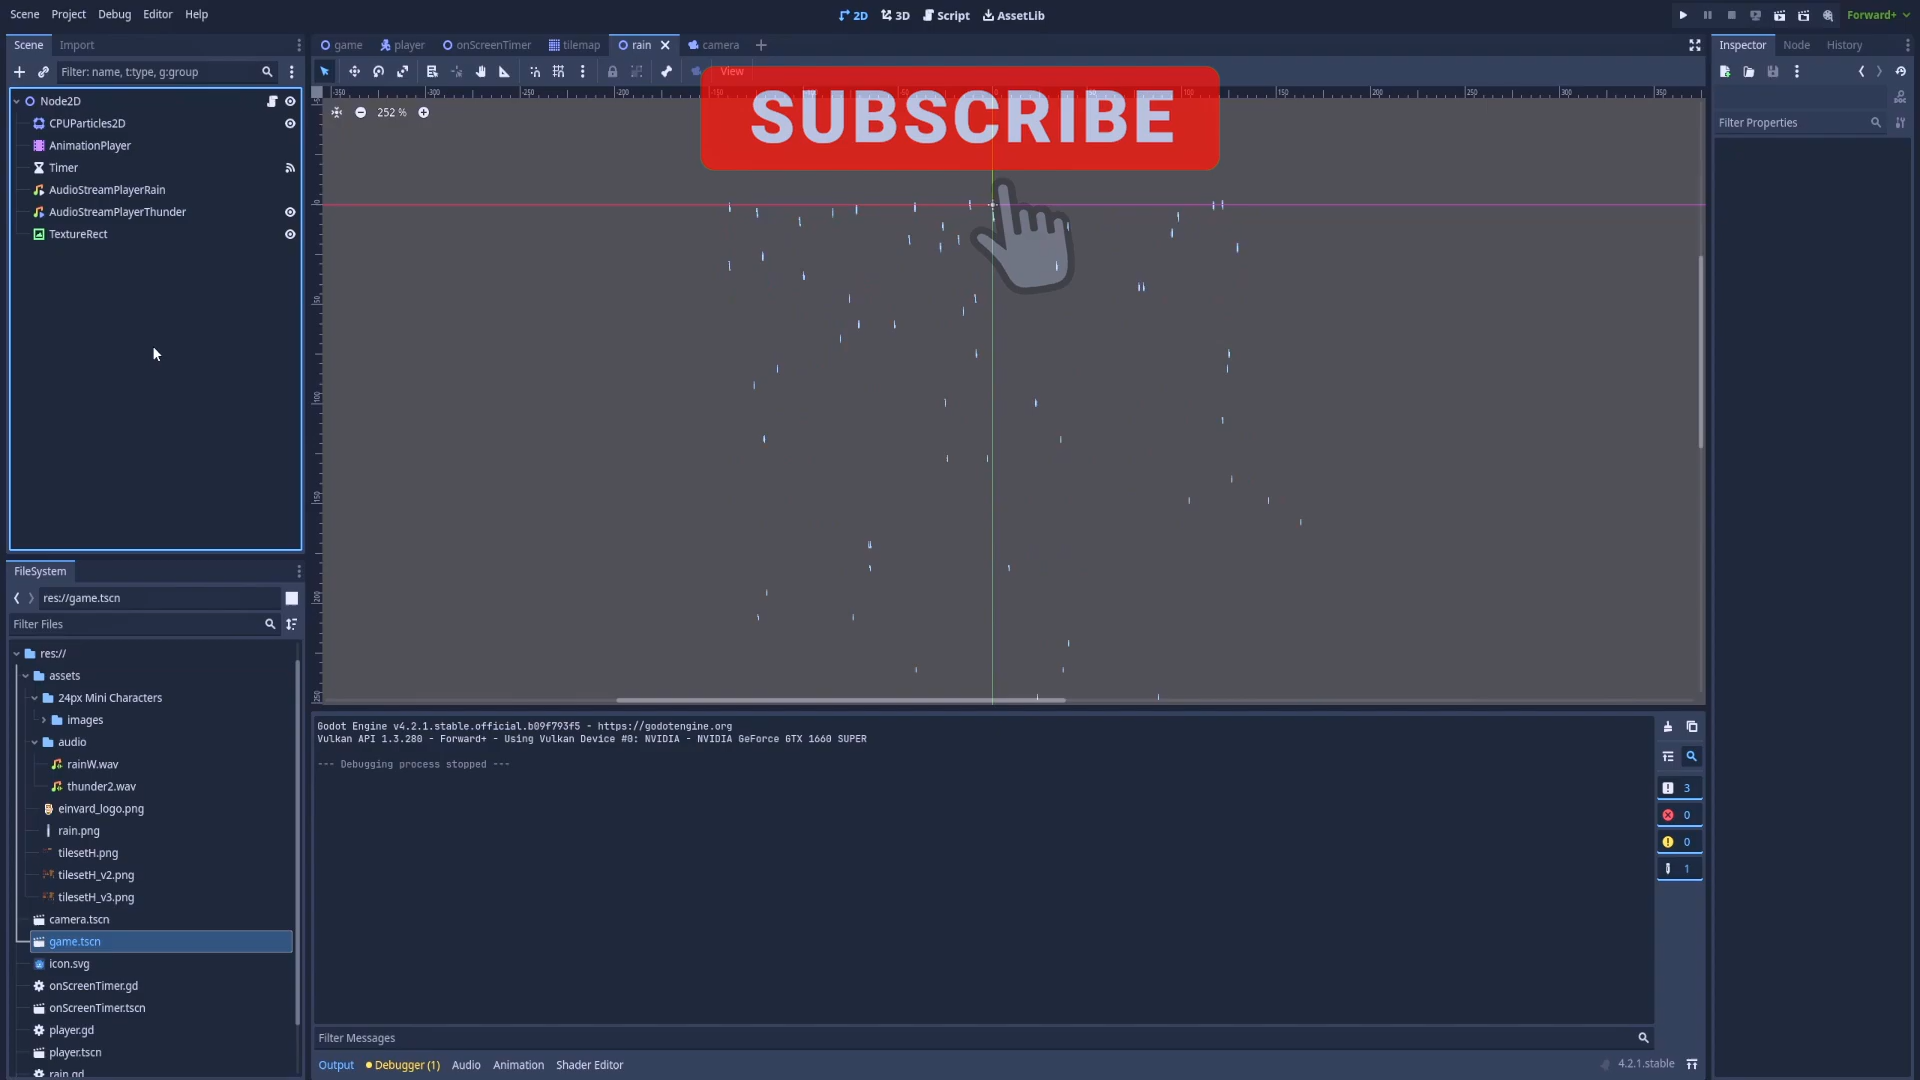 Scene Project Debug Editor Help
2D 3D Script AssetLib
Forward+
Scene Import
game player onScreenTimer tilemap rain camera
Inspector Node History
Filter: name, t:type, g:group
View
Node2D
CPUParticles2D
AnimationPlayer
Timer
AudioStreamPlayerRain
AudioStreamPlayerThunder
TextureRect
252 %
SUBSCRIBE
Filter Properties
FileSystem
res://game.tscn
Filter Files
res://
assets
24px Mini Characters
images
audio
rainW.wav
thunder2.wav
einvard_logo.png
rain.png
tilesetH.png
tilesetH_v2.png
tilesetH_v3.png
camera.tscn
game.tscn
icon.svg
onScreenTimer.gd
onScreenTimer.tscn
player.gd
player.tscn
rain.gd
Godot Engine v4.2.1.stable.official.b09f793f5 - https://godotengine.org
Vulkan API 1.3.280 - Forward+ - Using Vulkan Device #0: NVIDIA - NVIDIA GeForce GTX 1660 SUPER
--- Debugging process stopped ---
3
0
0
1
Filter Messages
Output Debugger (1) Audio Animation Shader Editor
4.2.1.stable